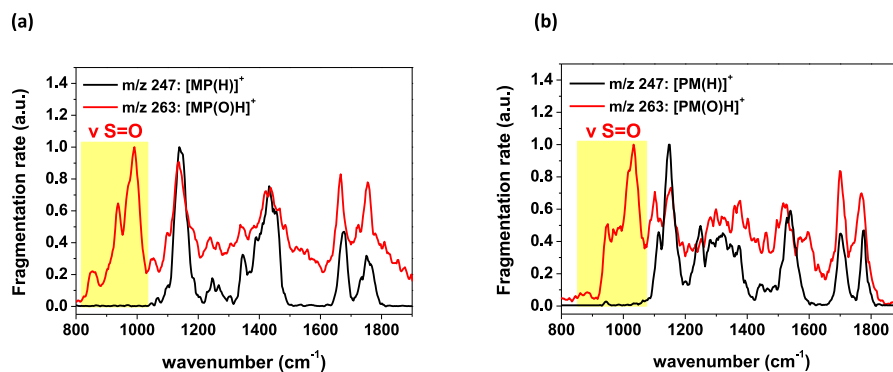 (a)
(b)
m/z 247: [MP(H)]⁺
m/z 263: [MP(O)H]⁺
ν S=O
Fragmentation rate (a.u.)
1.4
1.2
1.0
0.8
0.6
0.4
0.2
0.0
800 1000 1200 1400 1600 1800
wavenumber (cm⁻¹)
m/z 247: [PM(H)]⁺
m/z 263: [PM(O)H]⁺
ν S=O
Fragmentation rate (a.u.)
1.4
1.2
1.0
0.8
0.6
0.4
0.2
0.0
800 1000 1200 1400 1600 1800
wavenumber (cm⁻¹)